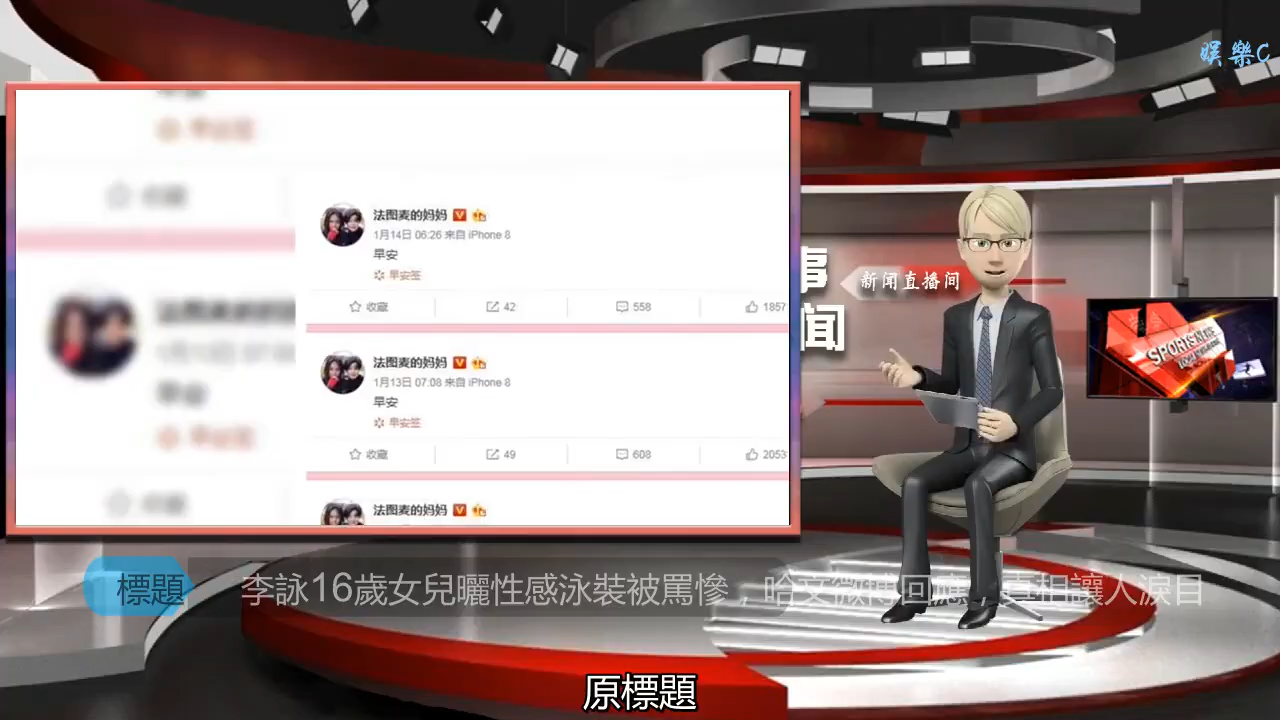 娱樂C
法图麦的妈妈
1月14日 06:26 来自 iPhone 8
早安
早安签
收藏 42 558 1857
法图麦的妈妈
1月13日 07:08 来自 iPhone 8
早安
早安签
收藏 49 608 2053
法图麦的妈妈
事
闻
新闻直播间
SPORTS
標題 李詠16歲女兒曬性感泳裝被罵慘，哈文微博回應，真相讓人淚目
原標題